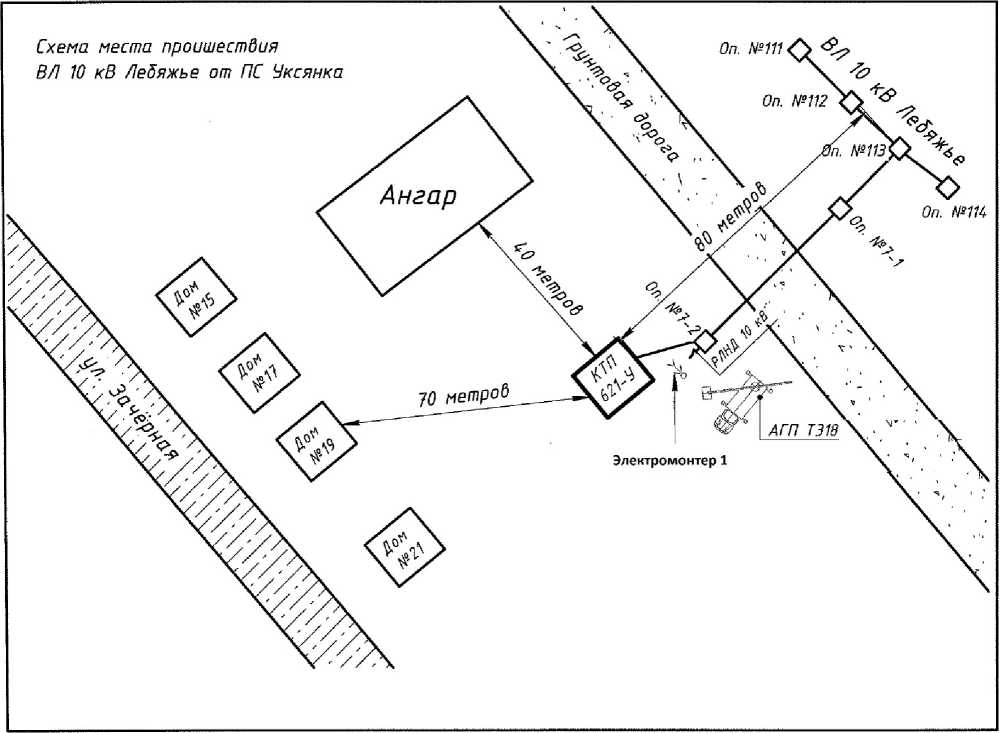 Схема места проишествия
ВЛ 10 кВ Лебяжье от ПС Уксянка
Грунтовая дорога
Оп. №111
ВЛ 10 кВ Лебяжье
Оп. №112
Оп. №113
Оп. №114
Оп. №7-1
Ангар
80 метров
40 метров
Оп. №7-2
РЛНД 10 кВ
Дом
№15
Дом
№17
КТП
621-У
70 метров
Дом
№19
АГП Т318
Электромонтер 1
ул. Зачёрная
Дом
№21